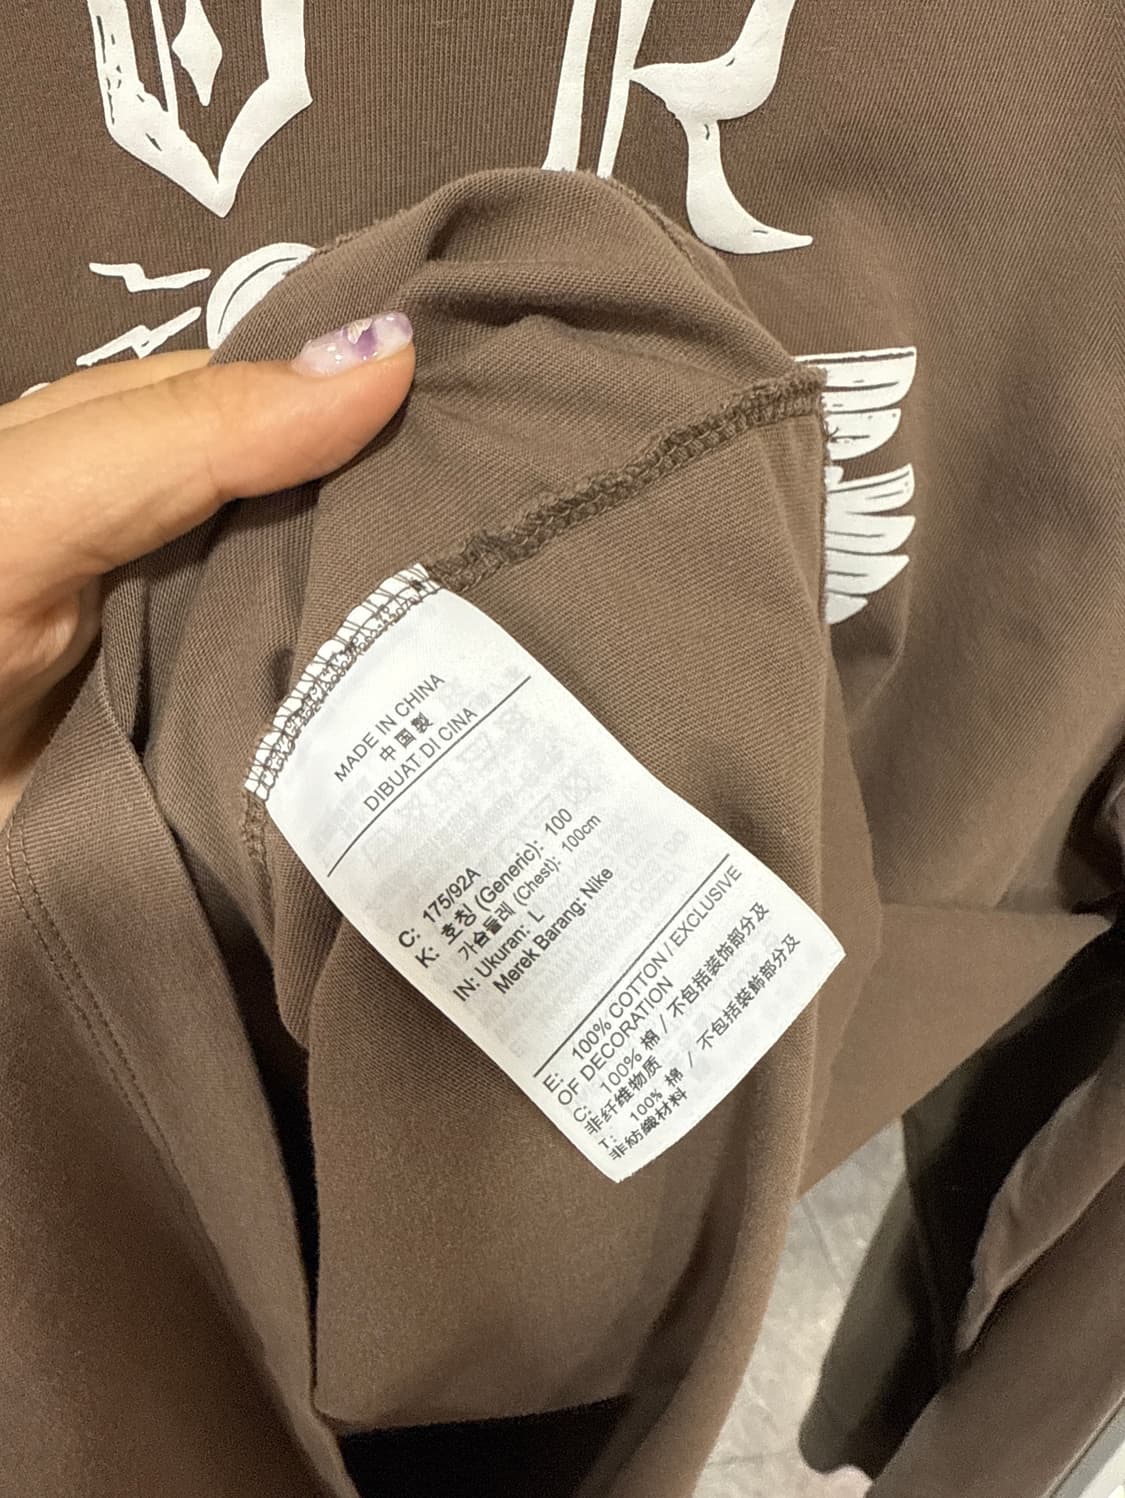 MADE IN CHINA
中国製
DIBUAT DI CINA
C: 175/92A
K: 호칭 (Generic): 100
가슴둘레 (Chest): 100cm
IN: Ukuran: L
Merek Barang: Nike
E: 100% COTTON / EXCLUSIVE
OF DECORATION
C: 100% 棉 / 不包括装饰部分及
非纤维物质
T: 100% 棉 / 不包括裝飾部分及
非紡織材料